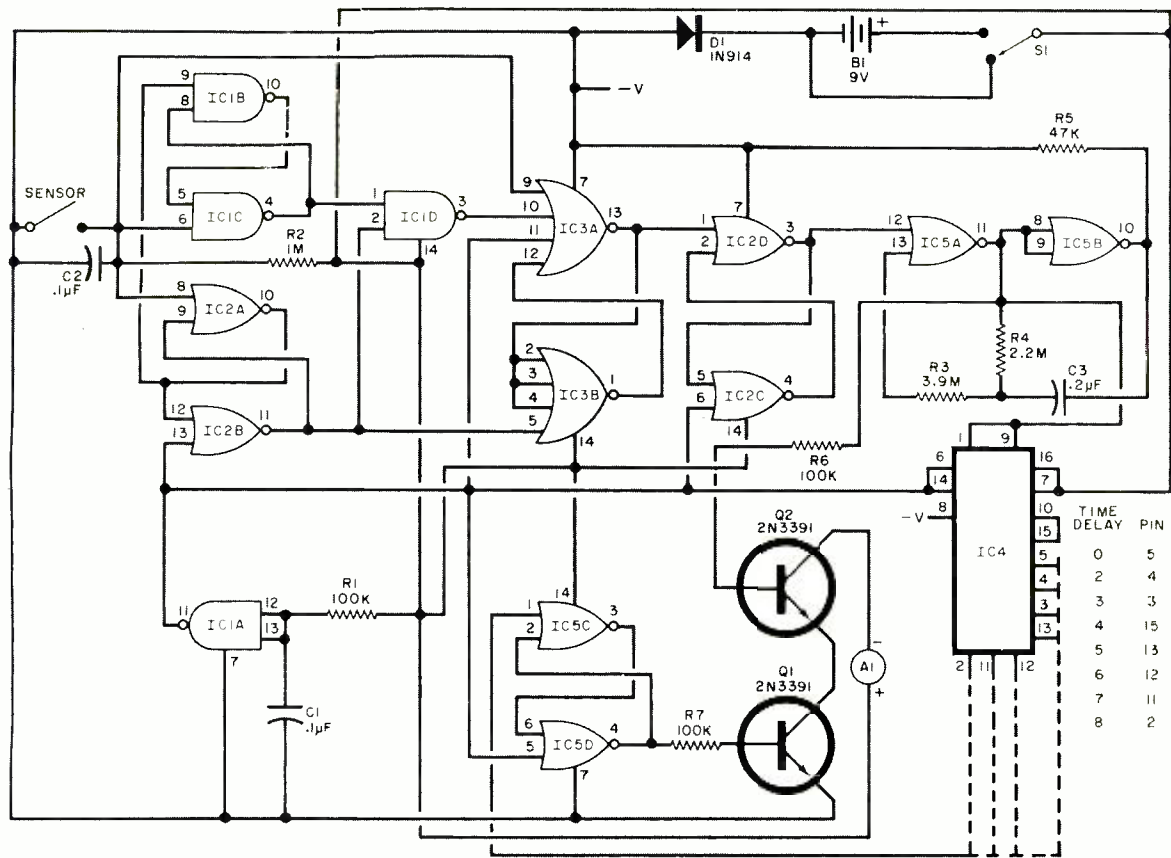 D1
1N914
B1
9V
+
S1
-V
R5
47K
9
8
10
IC1B
SENSOR
5
6
4
IC1C
1
2
3
14
IC1D
R2
1M
C2
.1µF
8
9
10
IC2A
12
13
11
IC2B
9
10
11
12
7
13
IC3A
2
3
4
5
1
14
IC3B
1
2
7
3
IC2D
5
6
4
14
IC2C
12
13
11
IC5A
8
9
10
IC5B
R4
2.2M
R3
3.9M
C3
.2µF
R6
100K
Q2
2N3391
Q1
2N3391
A1
-
+
R1
100K
11
12
13
7
IC1A
C1
.1µF
14
1
2
3
IC5C
6
5
4
7
IC5D
R7
100K
1
9
6
14
-V
8
16
7
10
15
5
4
3
13
2
11
12
IC4
TIME DELAY PIN
0 5
2 4
3 3
4 15
5 13
6 12
7 11
8 2